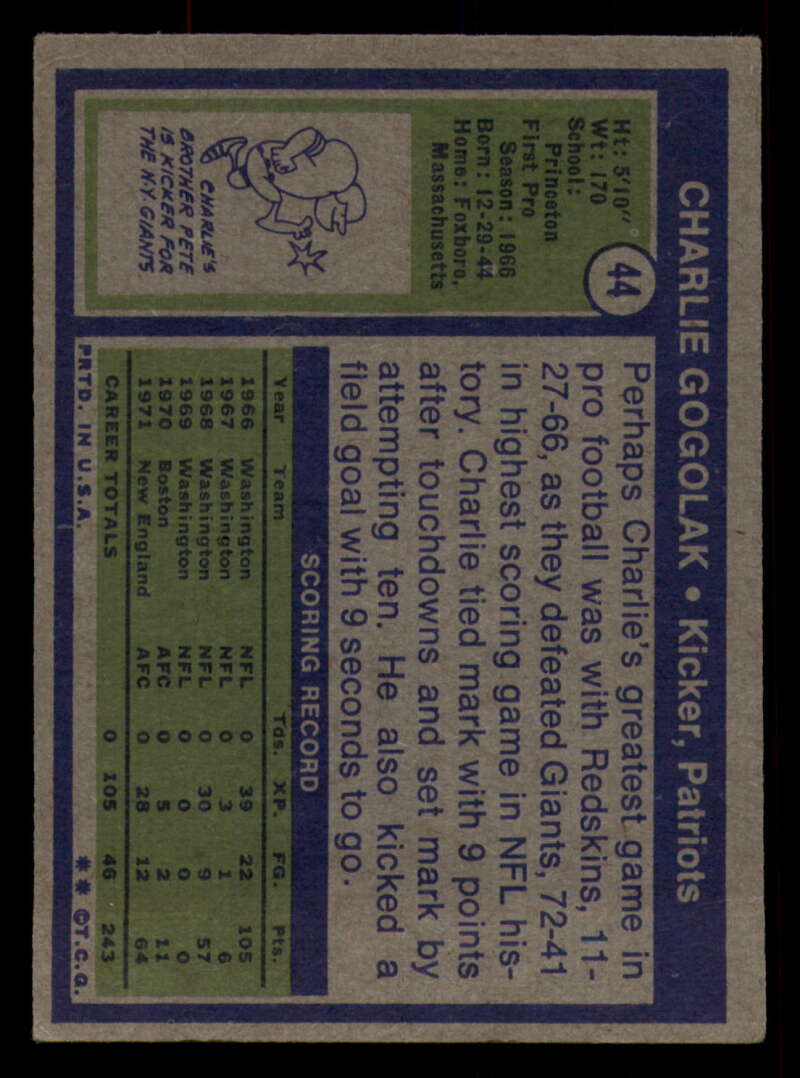 CHARLIE GOGOLAK • Kicker, Patriots
44
Ht: 5'10"
Wt: 170
School:
Princeton
First Pro
Season: 1966
Born: 12-29-44
Home: Foxboro,
Massachusetts
CHARLIE'S
BROTHER PETE
IS KICKER FOR
THE N.Y. GIANTS.
Perhaps Charlie's greatest game in
pro football was with Redskins, 11-
27-66, as they defeated Giants, 72-41
in highest scoring game in NFL his-
tory. Charlie tied mark with 9 points
after touchdowns and set mark by
attempting ten. He also kicked a
field goal with 9 seconds to go.
SCORING RECORD
Year Team Tds. XP. FG. Pts.
1966 Washington NFL 0 39 22 105
1967 Washington NFL 0 3 1 6
1968 Washington NFL 0 30 9 57
1969 Washington NFL 0 0 0 0
1970 Boston AFC 0 5 2 11
1971 New England AFC 0 28 12 64
CAREER TOTALS 0 105 46 243
PRTD. IN U.S.A. ** ©T.C.G.